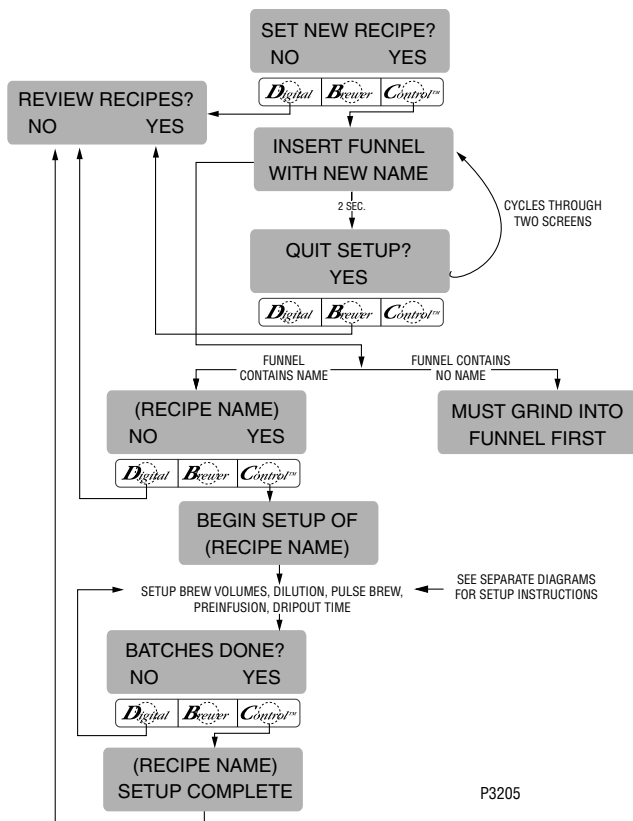 SET NEW RECIPE?
NO YES
Digital Brewer Control™
REVIEW RECIPES?
NO YES
INSERT FUNNEL
WITH NEW NAME
2 SEC.
CYCLES THROUGH
TWO SCREENS
QUIT SETUP?
YES
Digital Brewer Control™
FUNNEL
CONTAINS NAME
FUNNEL CONTAINS
NO NAME
(RECIPE NAME)
NO YES
MUST GRIND INTO
FUNNEL FIRST
Digital Brewer Control™
BEGIN SETUP OF
(RECIPE NAME)
SETUP BREW VOLUMES, DILUTION, PULSE BREW,
PREINFUSION, DRIPOUT TIME
SEE SEPARATE DIAGRAMS
FOR SETUP INSTRUCTIONS
BATCHES DONE?
NO YES
Digital Brewer Control™
(RECIPE NAME)
SETUP COMPLETE
P3205